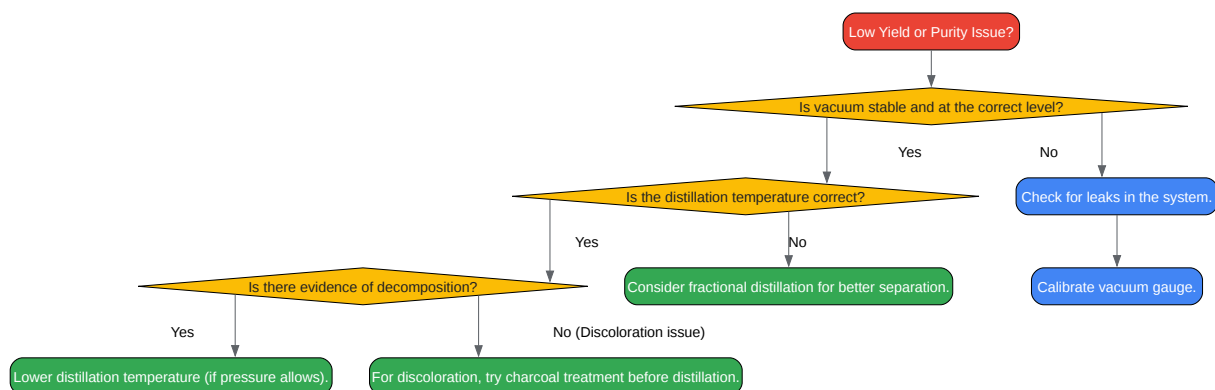 Low Yield or Purity Issue?
Is vacuum stable and at the correct level?
Yes
No
Is the distillation temperature correct?
Check for leaks in the system.
Yes
No
Is there evidence of decomposition?
Consider fractional distillation for better separation.
Calibrate vacuum gauge.
Yes
No (Discoloration issue)
Lower distillation temperature (if pressure allows).
For discoloration, try charcoal treatment before distillation.